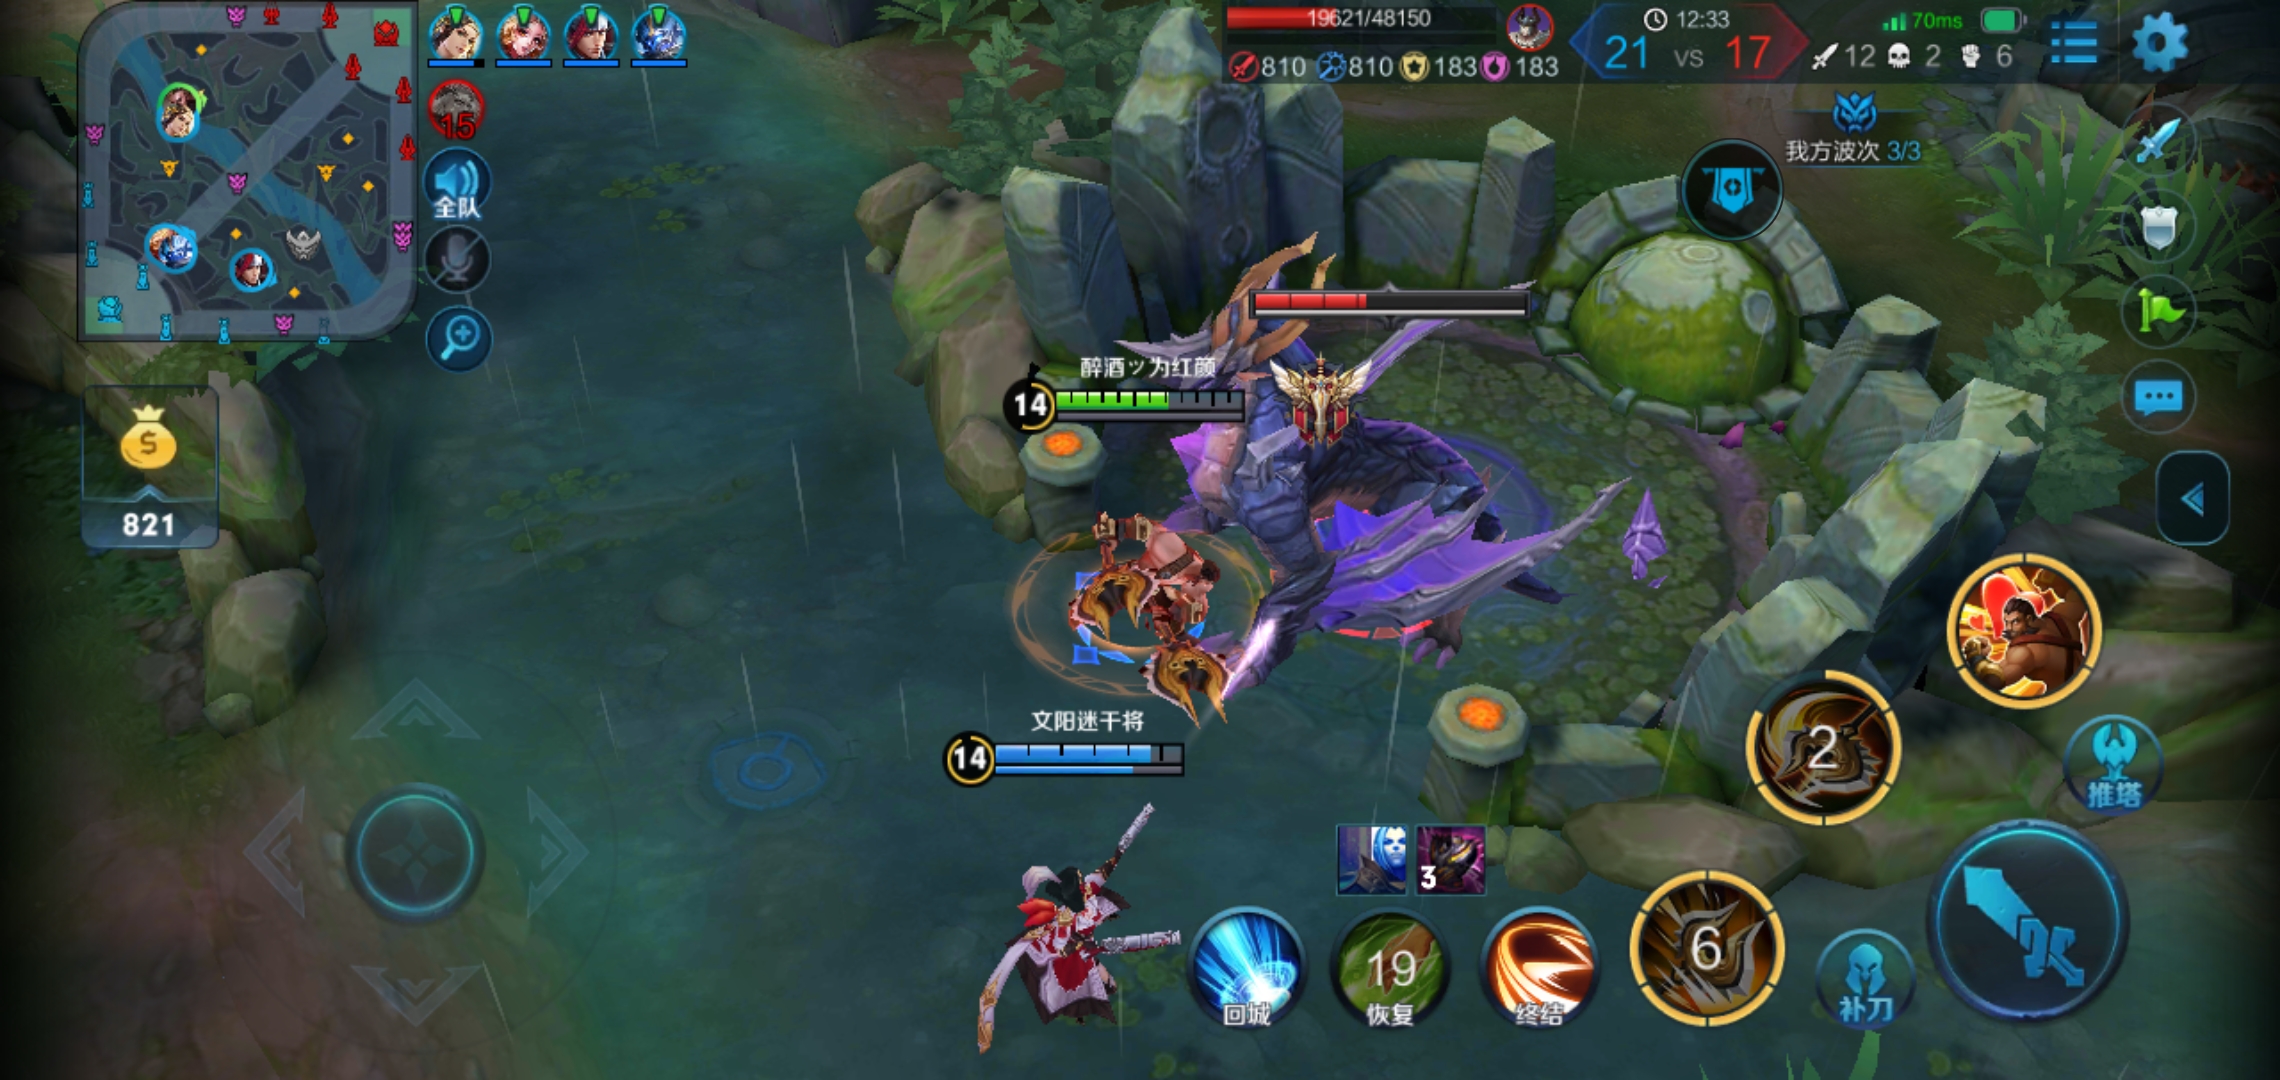 19621/48150
810 810 183 183
21 VS 17
12:33
70ms
12 2 6
我方波次 3/3
15
全队
821
醉酒ッ为红颜
14
文阳迷干将
14
2
推塔
3
6
回城
19
恢复
终结
补刀